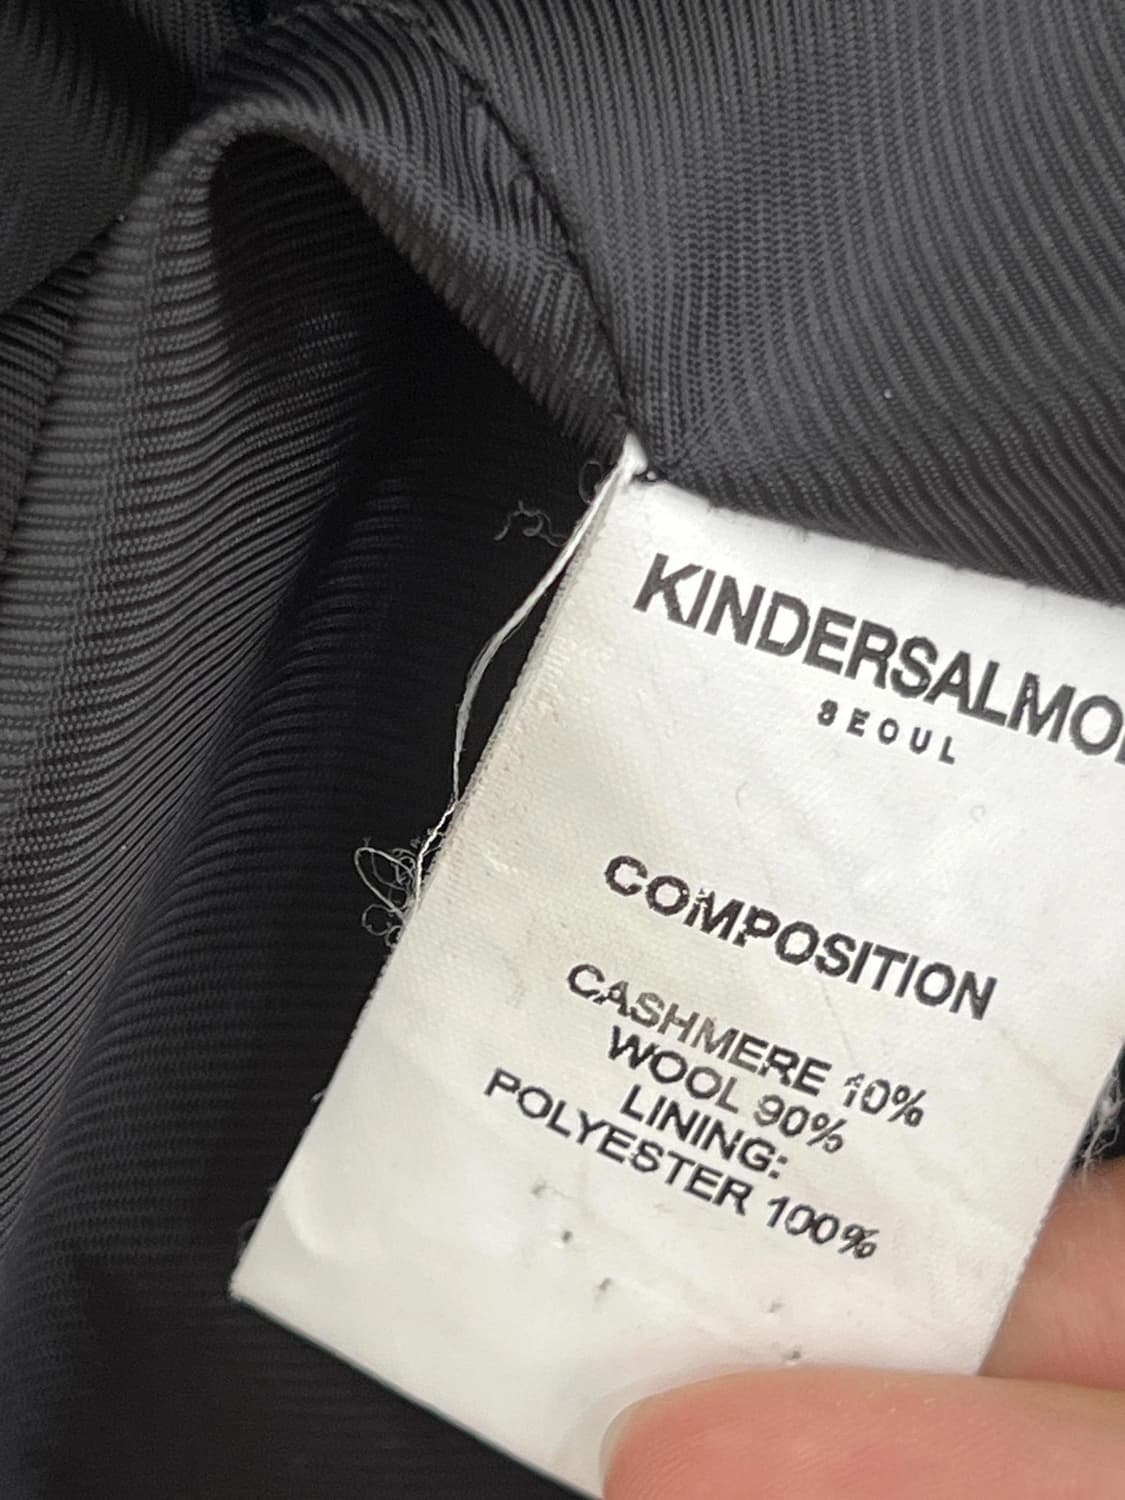 KINDERSALMO
SEOUL
COMPOSITION
CASHMERE 10%
WOOL 90%
LINING:
POLYESTER 100%